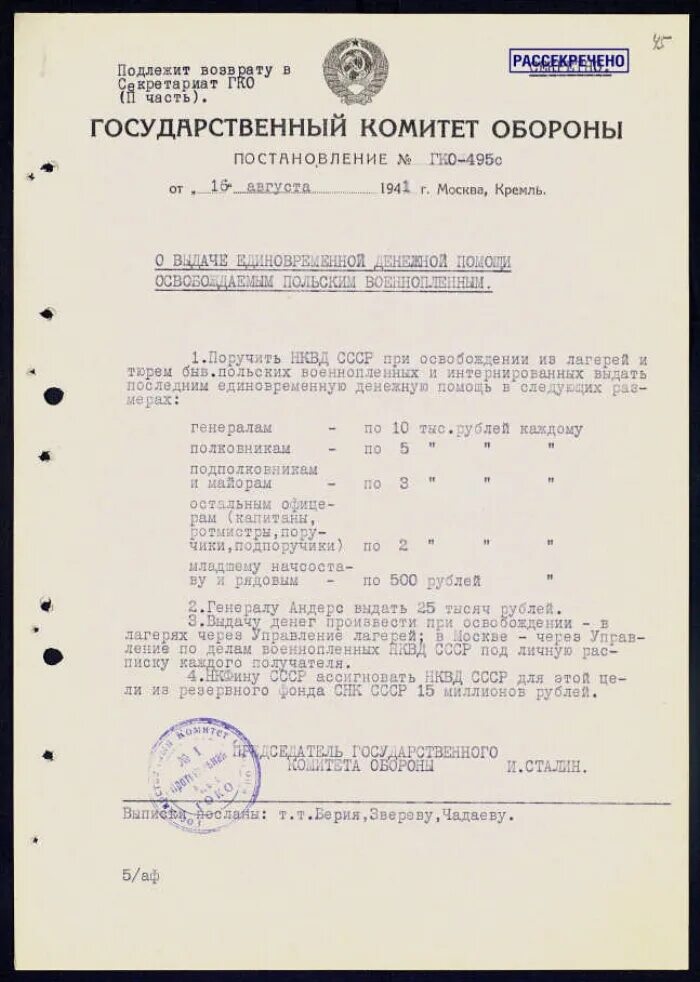 45
Подлежит возврату в
Секретариат ГКО
(П часть).
РАССЕКРЕЧЕНО
СЕКРЕТНО.
ГОСУДАРСТВЕННЫЙ КОМИТЕТ ОБОРОНЫ
ПОСТАНОВЛЕНИЕ № ГКО-495с
от „ 16 августа 1941 г. Москва, Кремль.
О ВЫДАЧЕ ЕДИНОВРЕМЕННОЙ ДЕНЕЖНОЙ ПОМОЩИ
ОСВОБОЖДАЕМЫМ ПОЛЬСКИМ ВОЕННОПЛЕННЫМ.
1.Поручить НКВД СССР при освобождении из лагерей и
тюрем быв.польских военнопленных и интернированных выдать
последним единовременную денежную помощь в следующих раз-
мерах:
генералам - по 10 тыс.рублей каждому
полковникам - по 5 " " "
подполковникам
и майорам - по 3 " " "
остальным офице-
рам (капитаны,
ротмистры,пору-
чики,подпоручики) по 2 " " "
младшему начсоста-
ву и рядовым - по 500 рублей "
2.Генералу Андерс выдать 25 тысяч рублей.
3.Выдачу денег произвести при освобождении - в
лагерях через Управление лагерей; в Москве - через Управ-
ление по делам военнопленных НКВД СССР под личную рас-
писку каждого получателя.
4.НКФину СССР ассигновать НКВД СССР для этой це-
ли из резервного фонда СНК СССР 15 миллионов рублей.
ПРЕДСЕДАТЕЛЬ ГОСУДАРСТВЕННОГО
КОМИТЕТА ОБОРОНЫ И.СТАЛИН.
КОМИТЕТ
№ 1
ГОКО
Выписки посланы: т.т.Берия,Звереву,Чадаеву.
5/аф